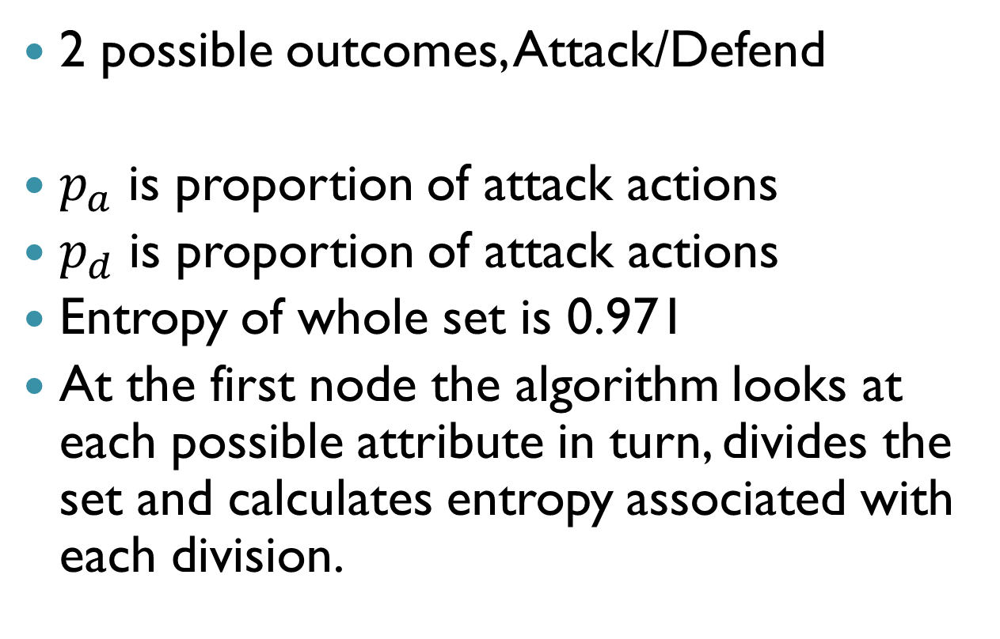 • 2 possible outcomes, Attack/Defend
• p_a is proportion of attack actions
• p_d is proportion of attack actions
• Entropy of whole set is 0.971
• At the first node the algorithm looks at
each possible attribute in turn, divides the
set and calculates entropy associated with
each division.